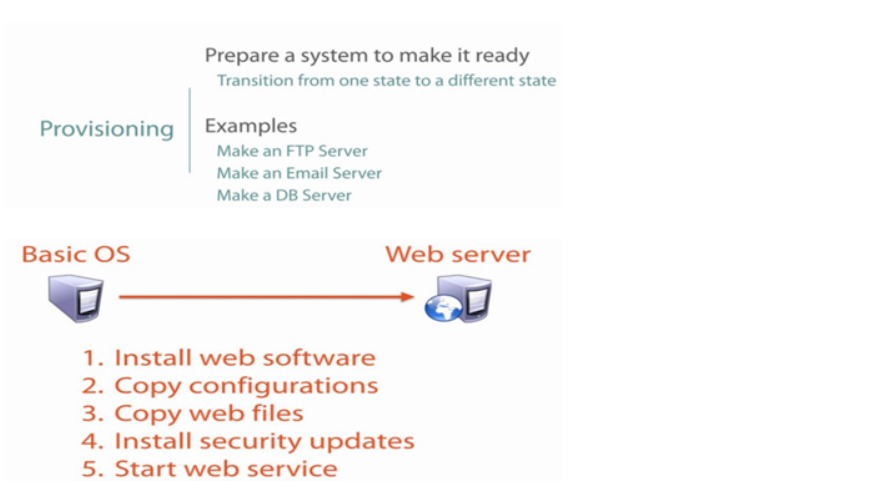 Prepare a system to make it ready
Transition from one state to a different state
Provisioning
Examples
Make an FTP Server
Make an Email Server
Make a DB Server
Basic OS
Web server
1. Install web software
2. Copy configurations
3. Copy web files
4. Install security updates
5. Start web service